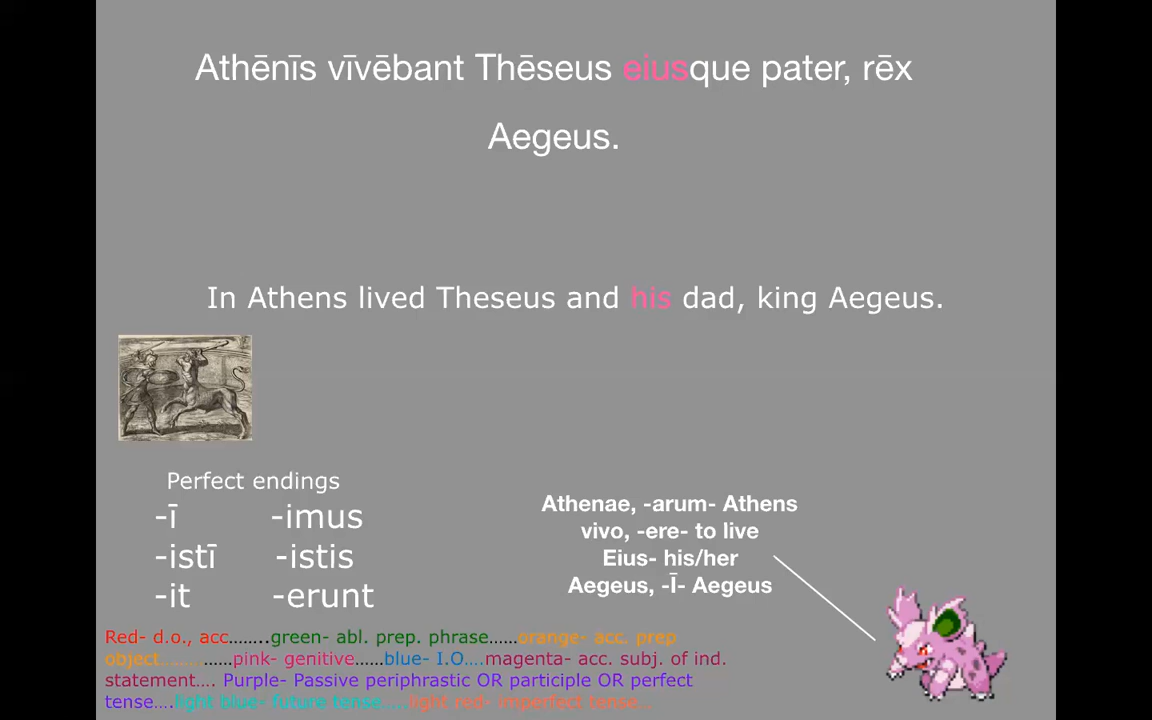 Athēnīs vīvēbant Thēseus eiusque pater, rēx
Aegeus.
In Athens lived Theseus and his dad, king Aegeus.
Perfect endings
-ī -imus
-istī -istis
-it -erunt
Athenae, -arum- Athens
vivo, -ere- to live
Eius- his/her
Aegeus, -Ī- Aegeus
Red- d.o., acc……..green- abl. prep. phrase……orange- acc. prep
object……………pink- genitive……blue- I.O….magenta- acc. subj. of ind.
statement…. Purple- Passive periphrastic OR participle OR perfect
tense….light blue- future tense…..light red- imperfect tense…